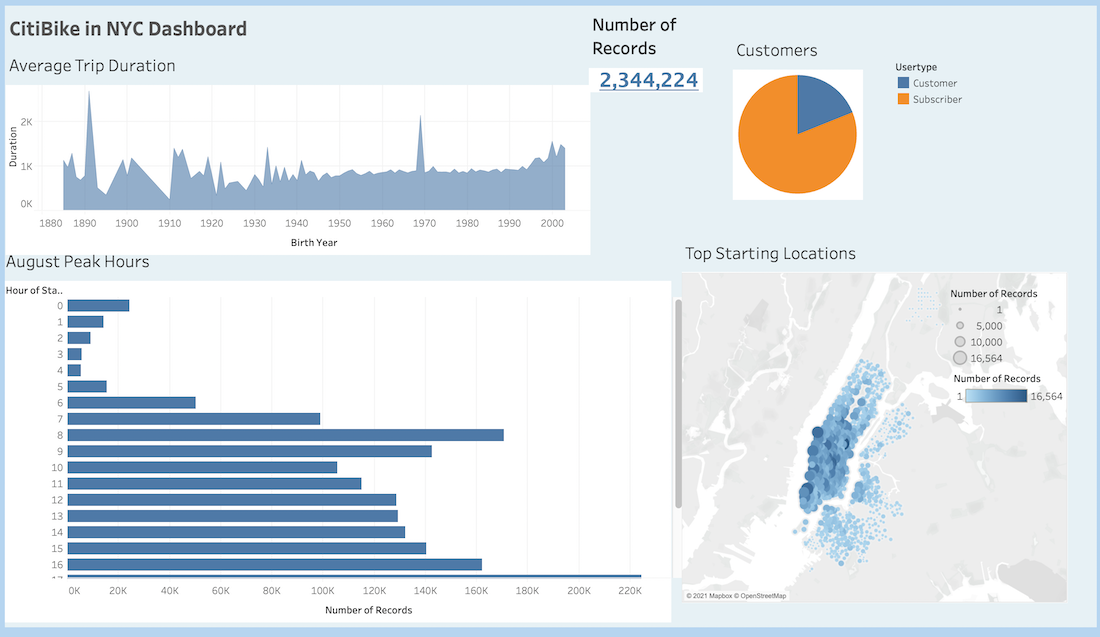 CitiBike in NYC Dashboard
Average Trip Duration
Duration
2K
1K
0K
1880 1890 1900 1910 1920 1930 1940 1950 1960 1970 1980 1990 2000
Birth Year
Number of
Records
2,344,224
Customers
Usertype
Customer
Subscriber
August Peak Hours
Hour of Sta..
0
1
2
3
4
5
6
7
8
9
10
11
12
13
14
15
16
0K 20K 40K 60K 80K 100K 120K 140K 160K 180K 200K 220K
Number of Records
Top Starting Locations
Number of Records
1
5,000
10,000
16,564
Number of Records
1 16,564
© 2021 Mapbox © OpenStreetMap